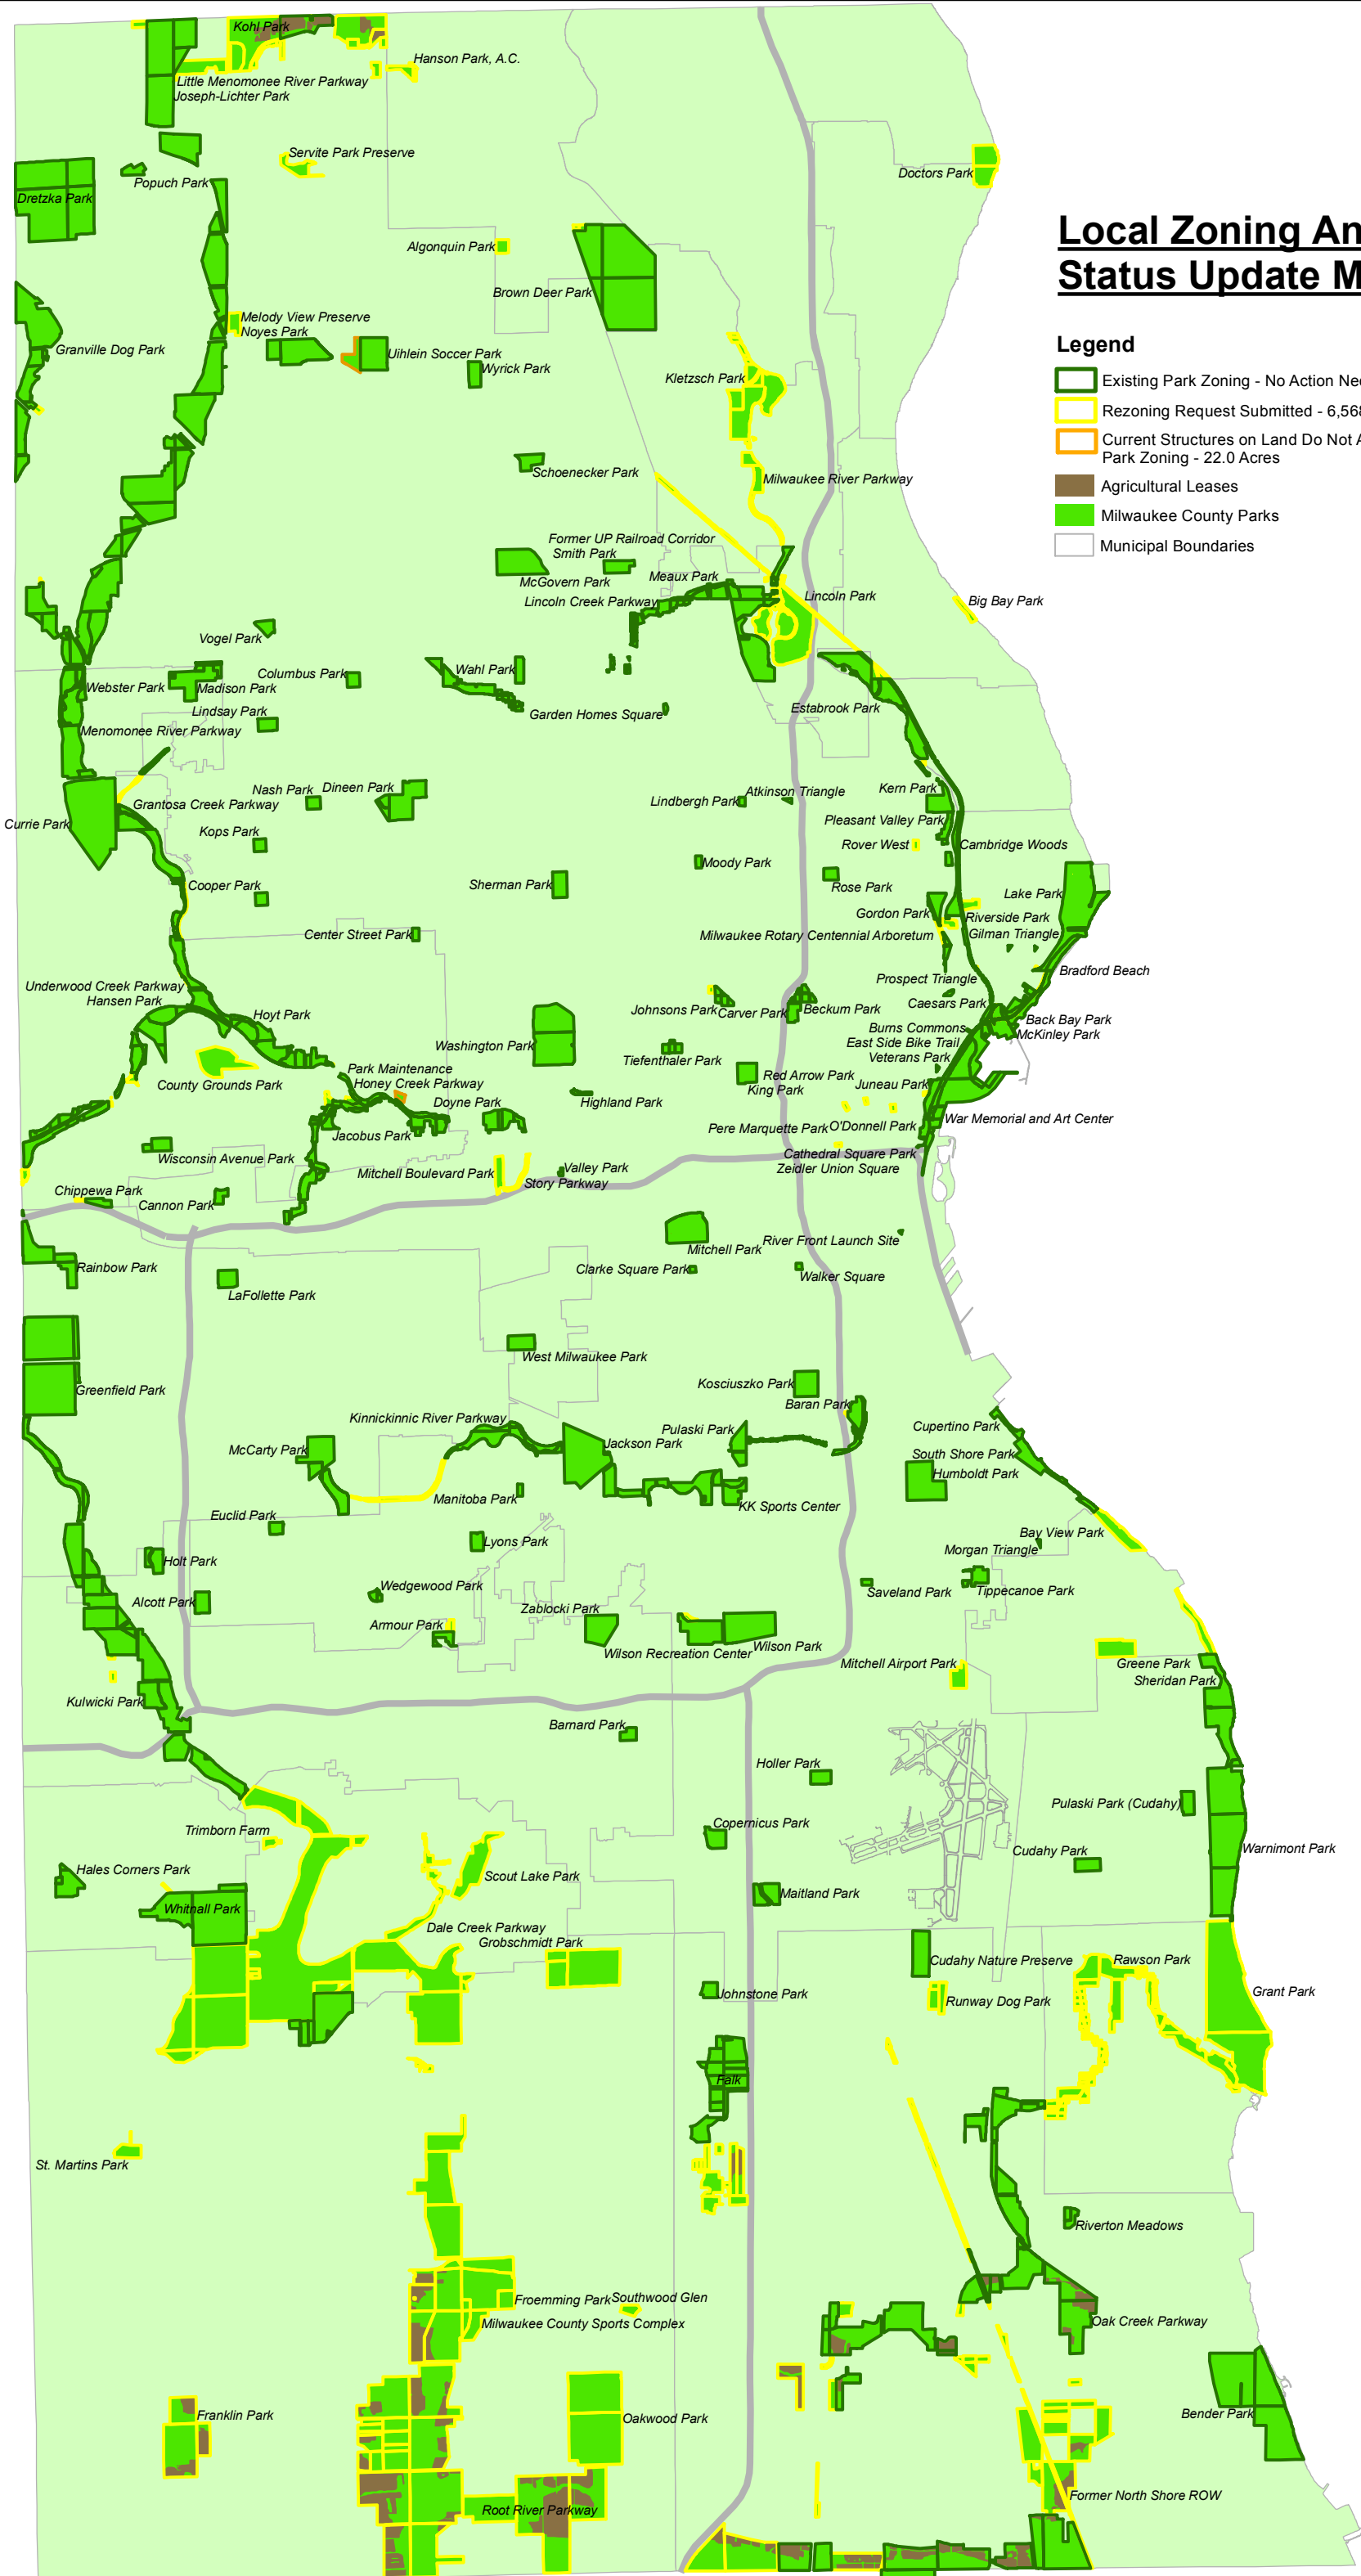 Local Zoning An
Status Update M
Legend
Existing Park Zoning - No Action Nee
Rezoning Request Submitted - 6,568
Current Structures on Land Do Not A
Park Zoning - 22.0 Acres
Agricultural Leases
Milwaukee County Parks
Municipal Boundaries
Kohl Park
Hanson Park, A.C.
Little Menomonee River Parkway
Joseph-Lichter Park
Servite Park Preserve
Doctors Park
Popuch Park
Dretzka Park
Algonquin Park
Brown Deer Park
Melody View Preserve
Noyes Park
Granville Dog Park
Uihlein Soccer Park
Wyrick Park
Kletzsch Park
Schoenecker Park
Milwaukee River Parkway
Former UP Railroad Corridor
Smith Park
McGovern Park
Meaux Park
Lincoln Creek Parkway
Lincoln Park
Big Bay Park
Vogel Park
Wahl Park
Columbus Park
Webster Park
Madison Park
Lindsay Park
Garden Homes Square
Estabrook Park
Menomonee River Parkway
Nash Park
Dineen Park
Grantosa Creek Parkway
Lindbergh Park
Atkinson Triangle
Kern Park
Currie Park
Pleasant Valley Park
Kops Park
Rover West
Cambridge Woods
Moody Park
Cooper Park
Sherman Park
Rose Park
Lake Park
Gordon Park
Riverside Park
Center Street Park
Milwaukee Rotary Centennial Arboretum
Gilman Triangle
Bradford Beach
Prospect Triangle
Underwood Creek Parkway
Hansen Park
Hoyt Park
Johnsons Park
Carver Park
Beckum Park
Caesars Park
Back Bay Park
McKinley Park
Burns Commons
East Side Bike Trail
Veterans Park
Washington Park
Tiefenthaler Park
Park Maintenance
Honey Creek Parkway
County Grounds Park
Red Arrow Park
King Park
Juneau Park
Doyne Park
Highland Park
War Memorial and Art Center
Jacobus Park
Pere Marquette Park
O'Donnell Park
Wisconsin Avenue Park
Mitchell Boulevard Park
Valley Park
Story Parkway
Cathedral Square Park
Zeidler Union Square
Chippewa Park
Cannon Park
Mitchell Park
River Front Launch Site
Rainbow Park
Clarke Square Park
Walker Square
LaFollette Park
West Milwaukee Park
Greenfield Park
Kosciuszko Park
Baran Park
Kinnickinnic River Parkway
Pulaski Park
Cupertino Park
McCarty Park
Jackson Park
South Shore Park
Humboldt Park
Manitoba Park
KK Sports Center
Euclid Park
Bay View Park
Lyons Park
Morgan Triangle
Holt Park
Wedgewood Park
Saveland Park
Tippecanoe Park
Alcott Park
Zablocki Park
Armour Park
Wilson Recreation Center
Wilson Park
Mitchell Airport Park
Greene Park
Sheridan Park
Kulwicki Park
Barnard Park
Holler Park
Pulaski Park (Cudahy)
Copernicus Park
Trimborn Farm
Warnimont Park
Cudahy Park
Hales Corners Park
Scout Lake Park
Maitland Park
Whitnall Park
Dale Creek Parkway
Grobschmidt Park
Cudahy Nature Preserve
Rawson Park
Johnstone Park
Runway Dog Park
Grant Park
Falk
St. Martins Park
Riverton Meadows
Froemming Park
Southwood Glen
Milwaukee County Sports Complex
Oak Creek Parkway
Franklin Park
Oakwood Park
Bender Park
Former North Shore ROW
Root River Parkway